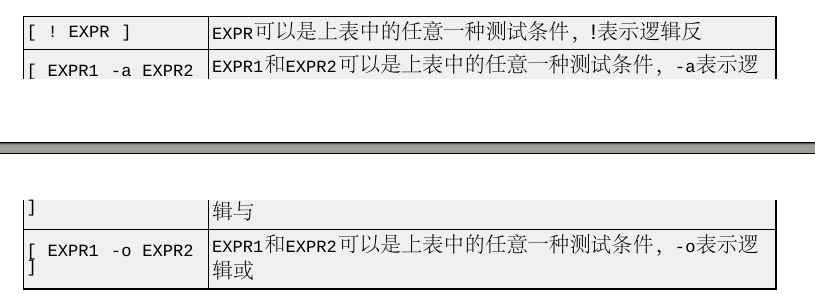 [ ! EXPR ] EXPR可以是上表中的任意一种测试条件，!表示逻辑反
[ EXPR1 -a EXPR2 EXPR1和EXPR2可以是上表中的任意一种测试条件，-a表示逻
] 辑与
[ EXPR1 -o EXPR2 EXPR1和EXPR2可以是上表中的任意一种测试条件，-o表示逻
] 辑或